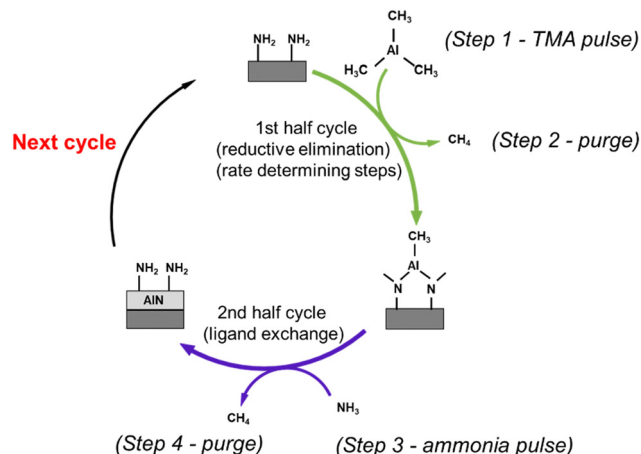 CH3
NH2 NH2
Al
(Step 1 - TMA pulse)
H3C
CH3
1st half cycle
(reductive elimination)
(rate determining steps)
Next cycle
CH4
(Step 2 - purge)
CH3
Al
N N
NH2 NH2
AlN
2nd half cycle
(ligand exchange)
CH4
NH3
(Step 4 - purge)
(Step 3 - ammonia pulse)